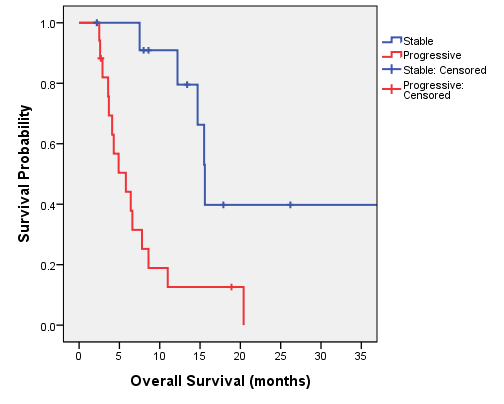 1.0
0.8
0.6
0.4
0.2
0.0
Survival Probability
0 5 10 15 20 25 30 35
Overall Survival (months)
Stable
Progressive
Stable: Censored
Progressive:
Censored